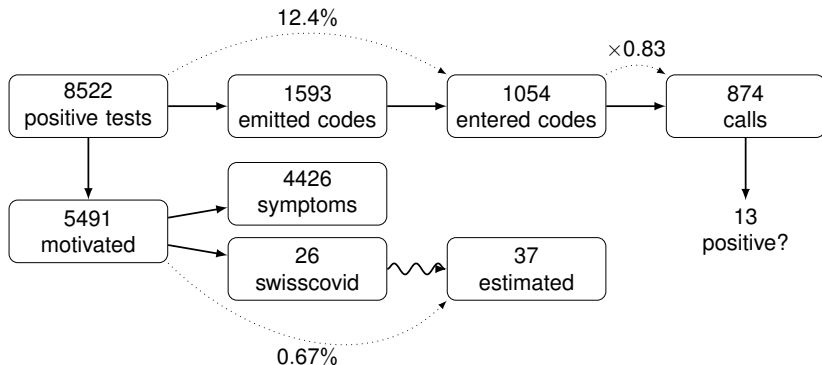 12.4%
×0.83
8522
positive tests
1593
emitted codes
1054
entered codes
874
calls
4426
symptoms
5491
motivated
13
positive?
26
swisscovid
37
estimated
0.67%